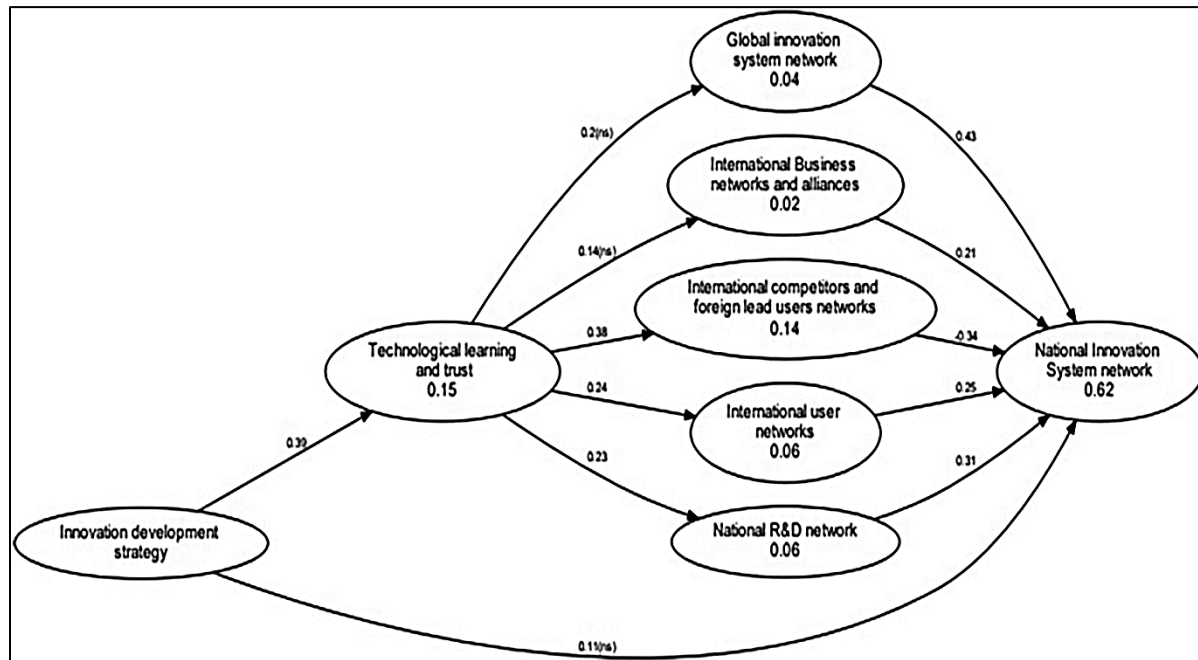 Global innovation
system network
0.04
0.2(ns)
0.43
International Business
networks and alliances
0.02
0.14(ns)
0.21
International competitors and
foreign lead users networks
0.14
0.38
-0.34
Technological learning
and trust
0.15
National Innovation
System network
0.62
0.24
0.25
International user
networks
0.06
0.39
0.23
0.31
National R&D network
0.06
Innovation development
strategy
0.11(ns)